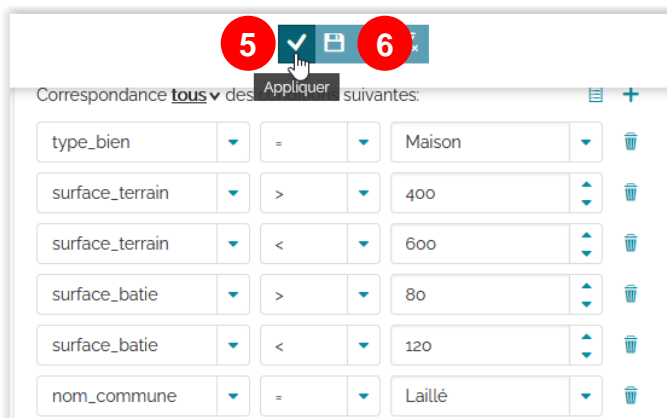 5 6
Appliquer
Correspondance tous des conditions suivantes:
type_bien = Maison
surface_terrain > 400
surface_terrain < 600
surface_batie > 80
surface_batie < 120
nom_commune = Laillé